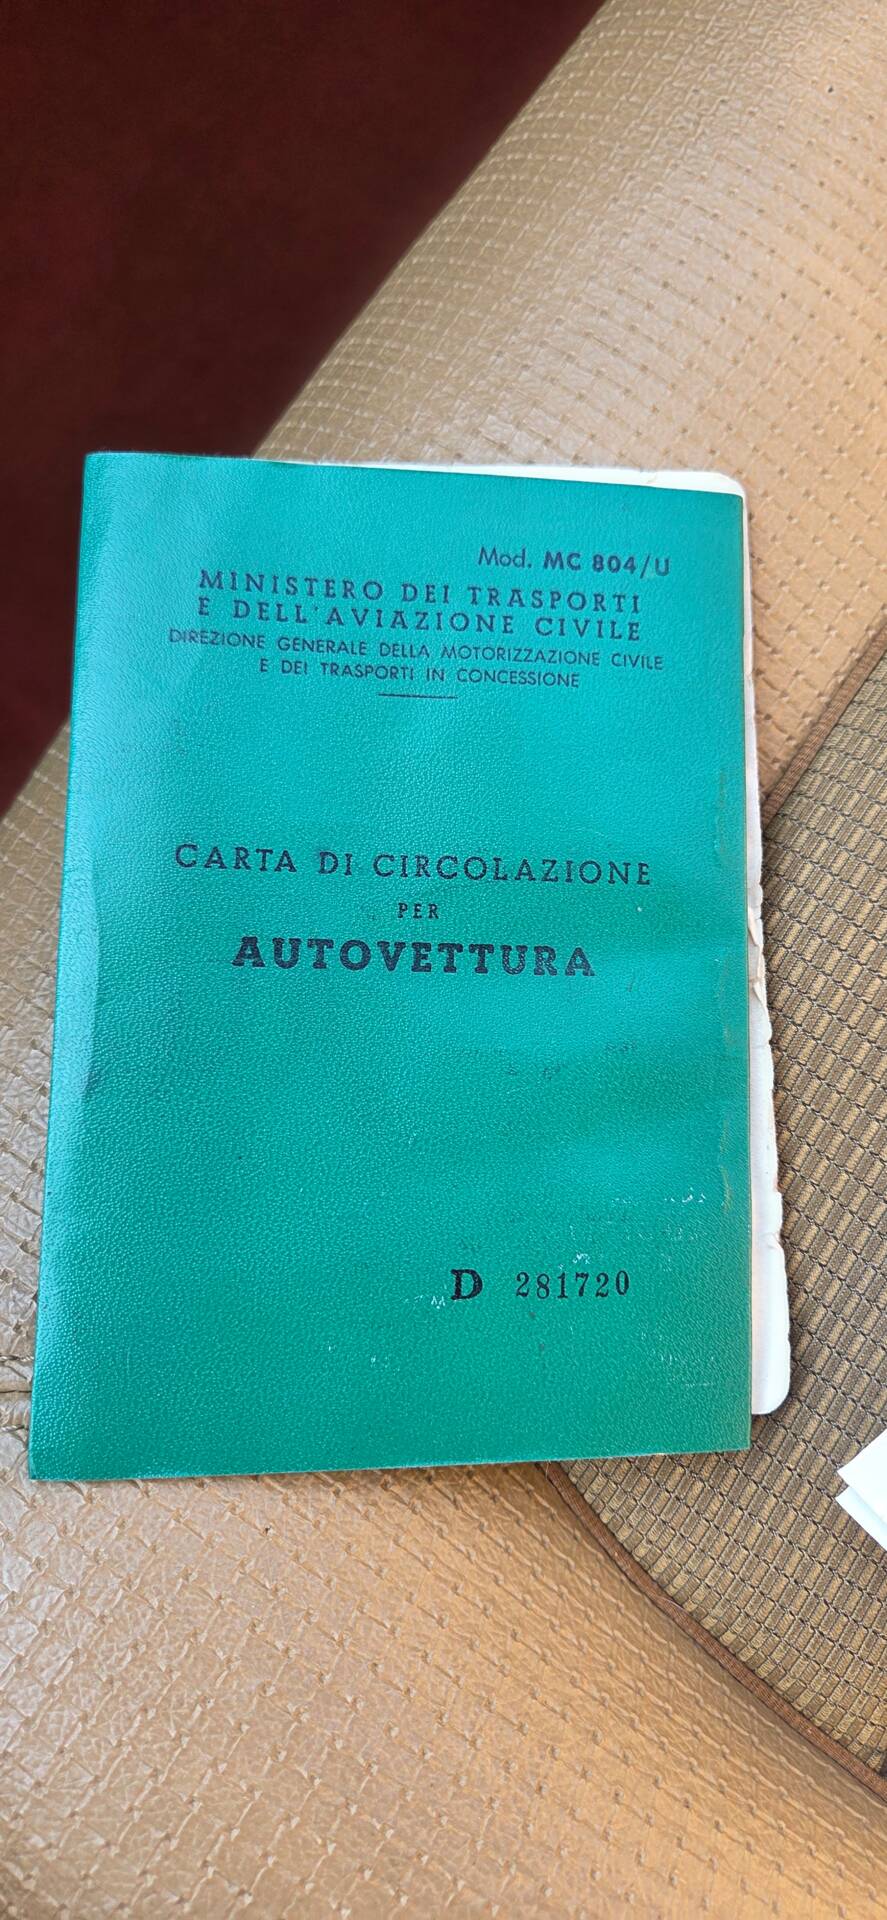 Mod. MC 804/U
MINISTERO DEI TRASPORTI
E DELL'AVIAZIONE CIVILE
DIREZIONE GENERALE DELLA MOTORIZZAZIONE CIVILE
E DEI TRASPORTI IN CONCESSIONE
CARTA DI CIRCOLAZIONE
PER
AUTOVETTURA
D 281720